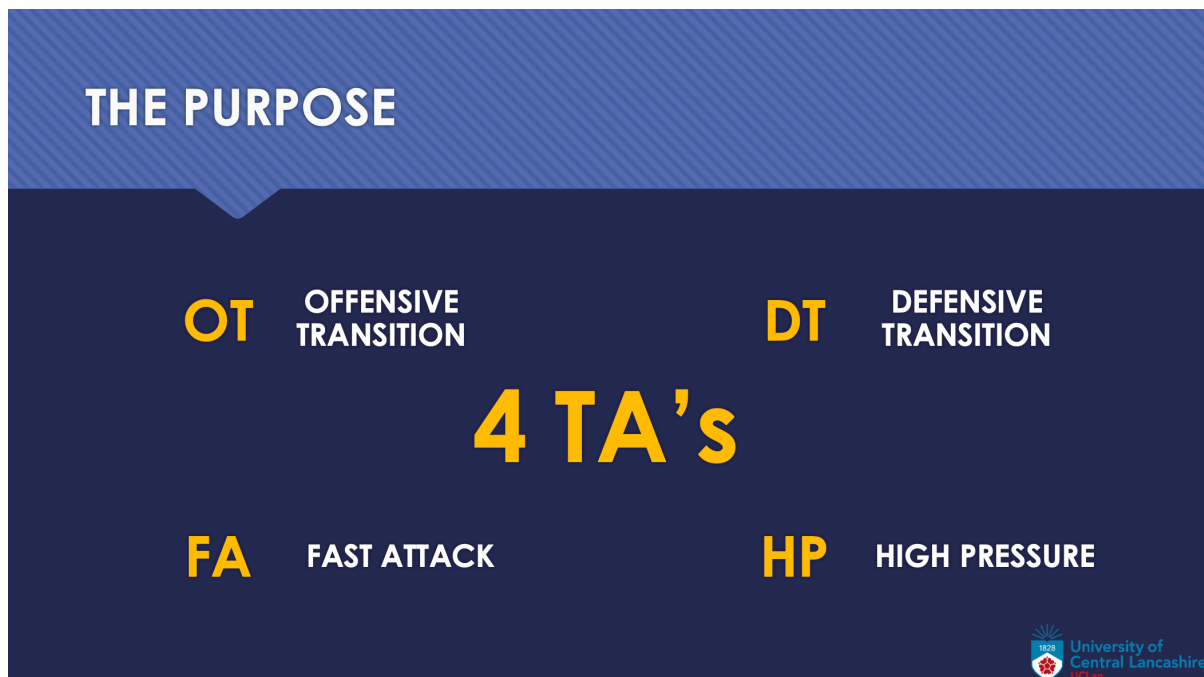 THE PURPOSE
OT
OFFENSIVE
TRANSITION
DT
DEFENSIVE
TRANSITION
4 TA’s
FA
FAST ATTACK
HP
HIGH PRESSURE
1828
University of
Central Lancashire
UCLan